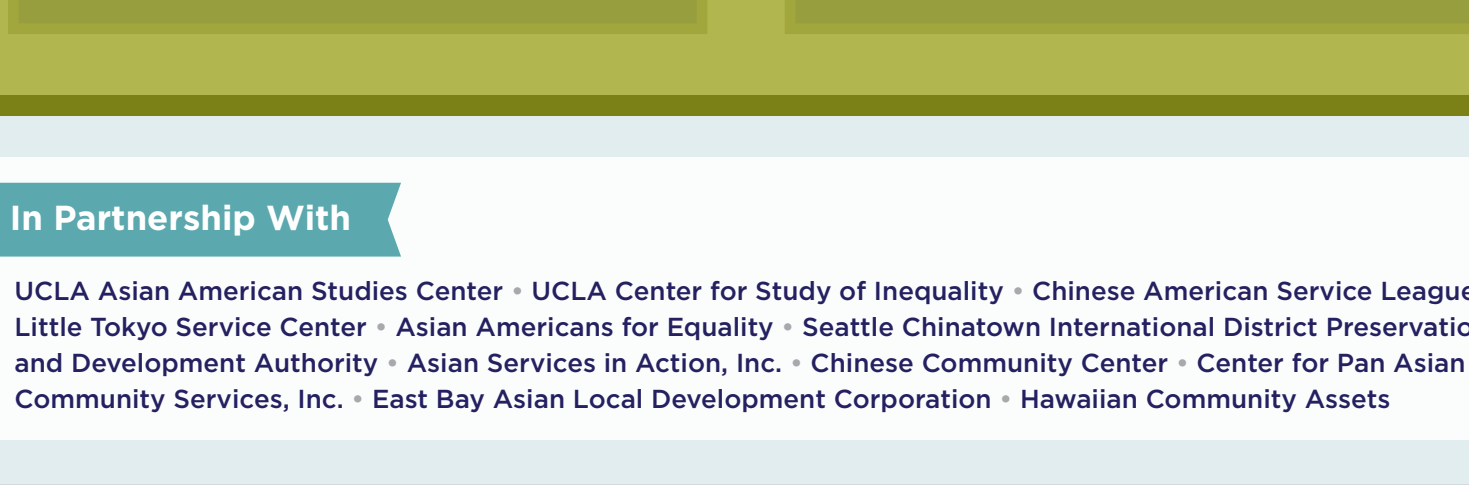 In Partnership With
UCLA Asian American Studies Center • UCLA Center for Study of Inequality • Chinese American Service League
Little Tokyo Service Center • Asian Americans for Equality • Seattle Chinatown International District Preservatio
and Development Authority • Asian Services in Action, Inc. • Chinese Community Center • Center for Pan Asian
Community Services, Inc. • East Bay Asian Local Development Corporation • Hawaiian Community Assets